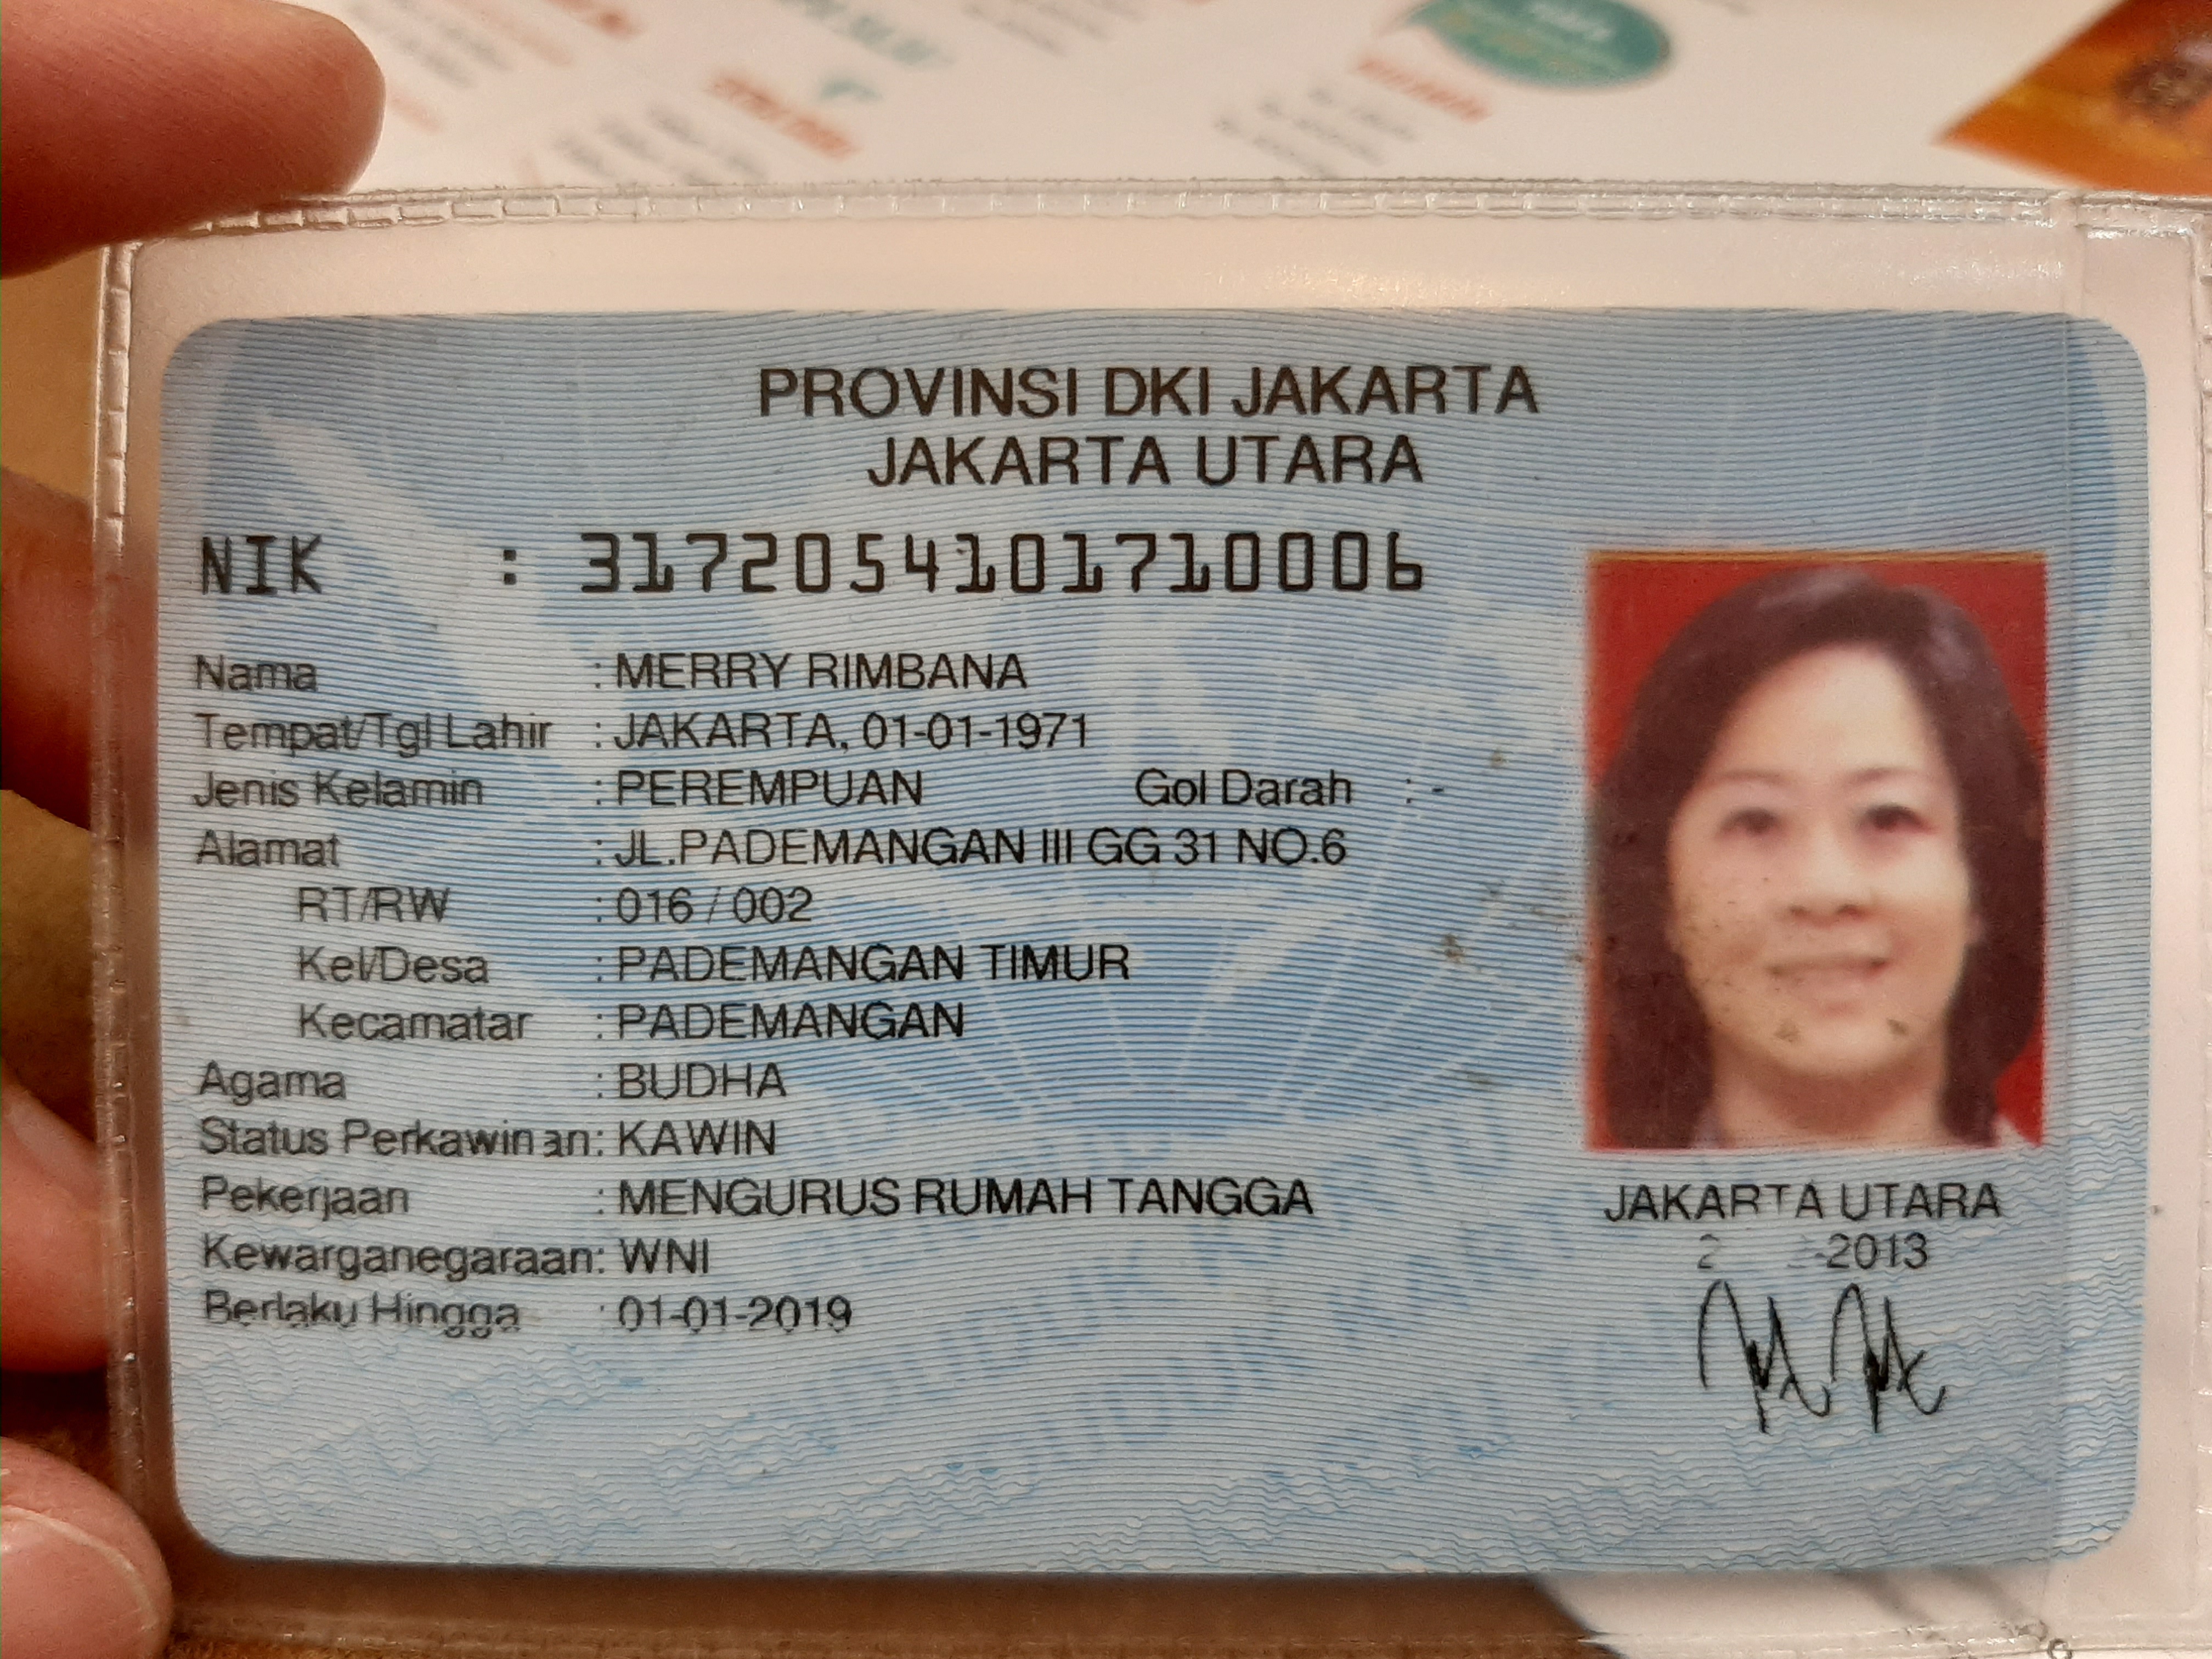 PROVINSI DKI JAKARTA
JAKARTA UTARA
NIK : 3172054101710006
Nama : MERRY RIMBANA
Tempat/Tgl Lahir : JAKARTA, 01-01-1971
Jenis Kelamin : PEREMPUAN Gol Darah : -
Alamat : JL.PADEMANGAN III GG 31 NO.6
RT/RW : 016 / 002
Kel/Desa : PADEMANGAN TIMUR
Kecamatar : PADEMANGAN
Agama : BUDHA
Status Perkawinan: KAWIN
Pekerjaan : MENGURUS RUMAH TANGGA
Kewarganegaraan: WNI
Berlaku Hingga : 01-01-2019
JAKARTA UTARA
-2013